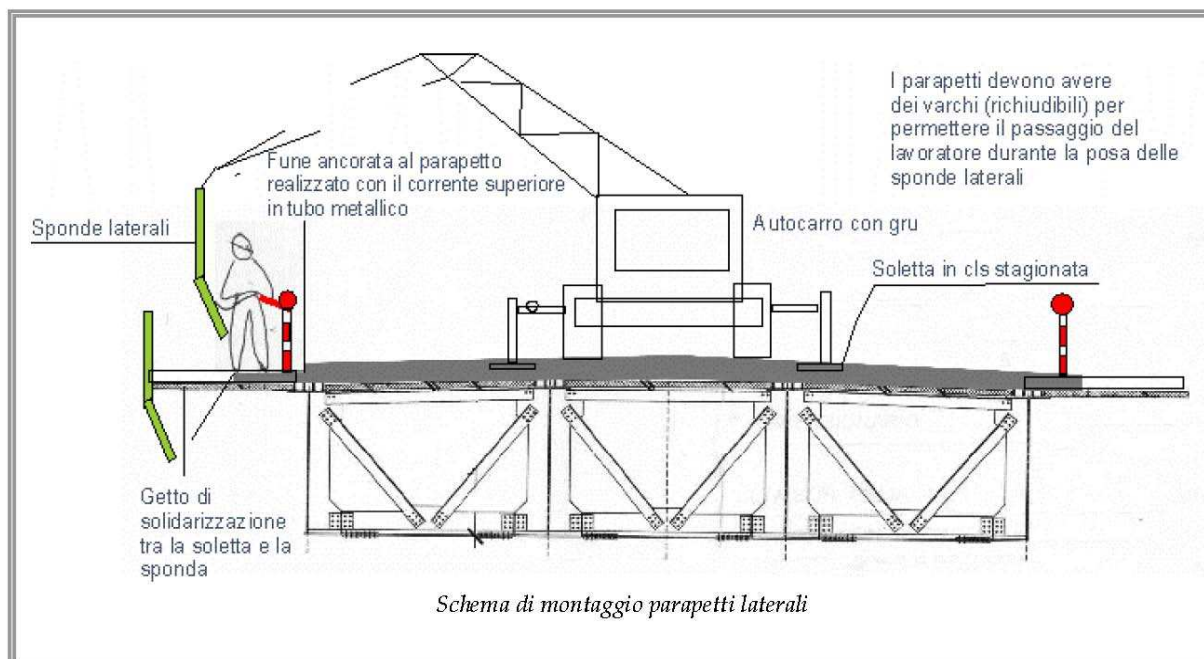 I parapetti devono avere
dei varchi (richiudibili) per
permettere il passaggio del
lavoratore durante la posa delle
sponde laterali
Fune ancorata al parapetto
realizzato con il corrente superiore
in tubo metallico
Sponde laterali
Autocarro con gru
Soletta in cls stagionata
Getto di
solidarizzazione
tra la soletta e la
sponda
Schema di montaggio parapetti laterali